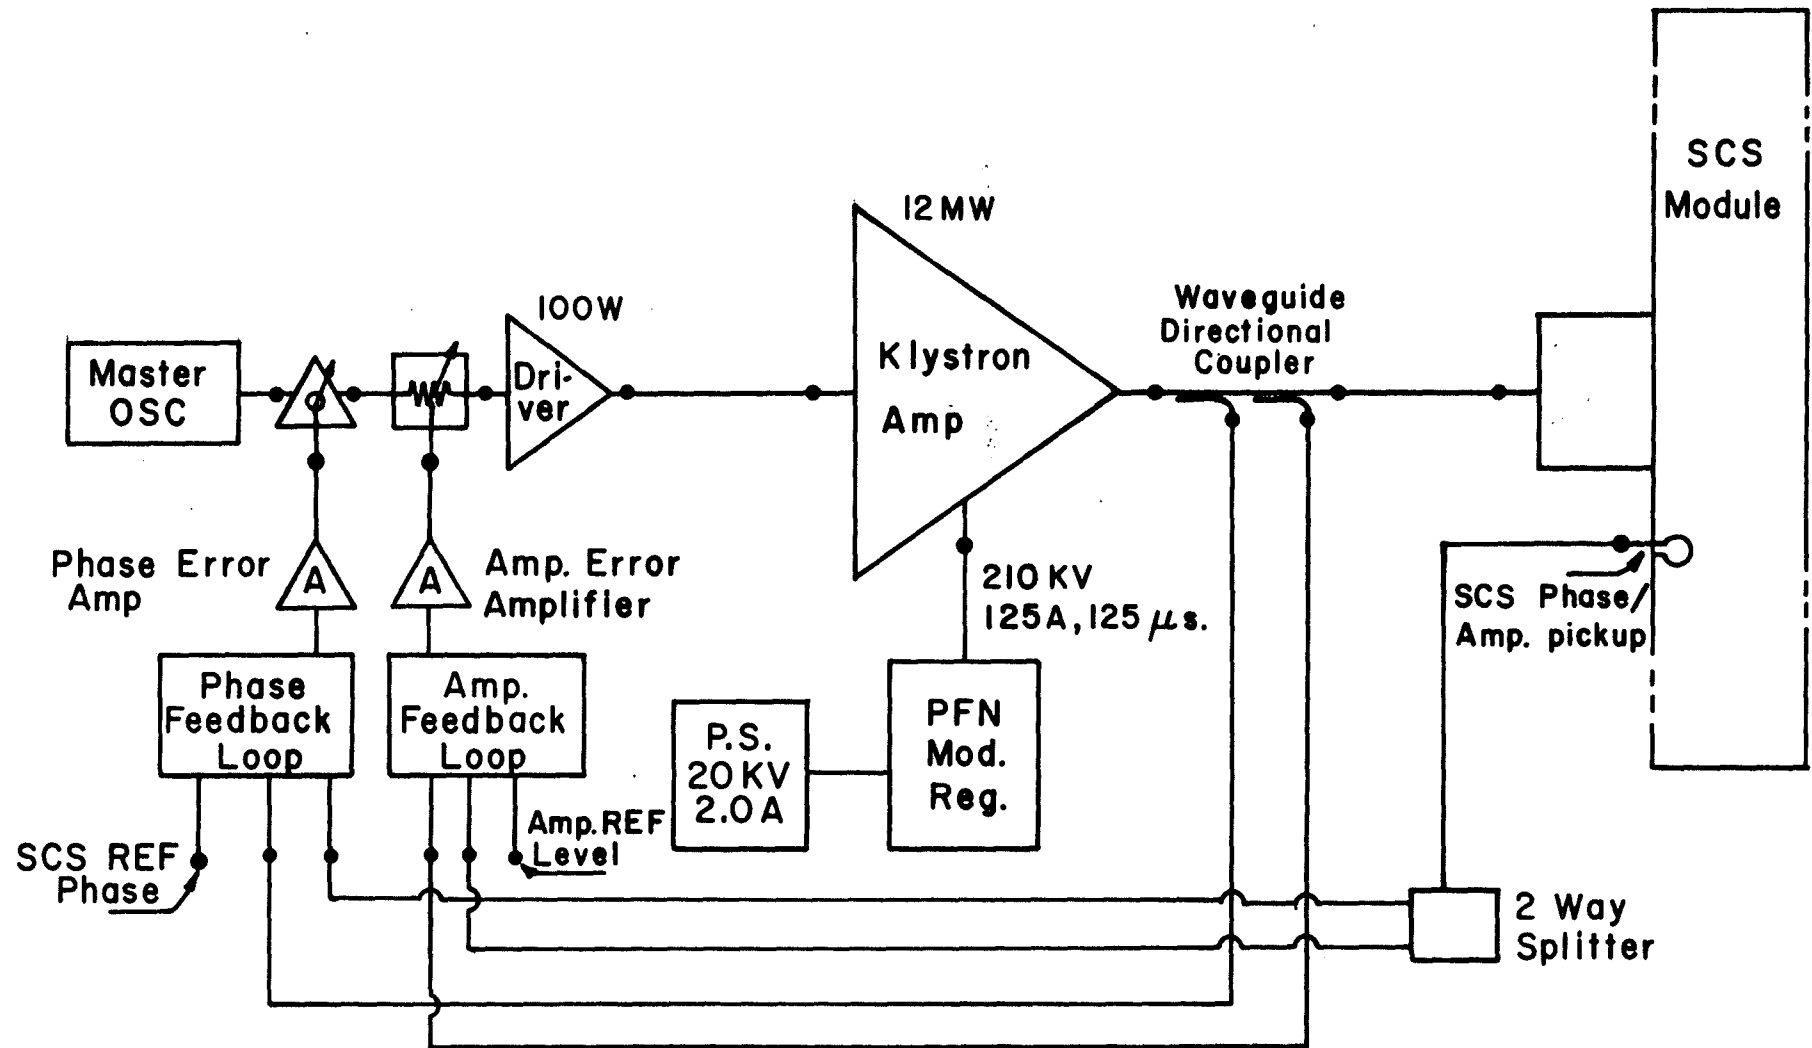 SCS
Module
12 MW
100W
Waveguide
Directional
Coupler
Master
OSC
Dri-
ver
Klystron
Amp
Phase Error
Amp
A
A
Amp. Error
Amplifier
210 KV
125A, 125 μs.
SCS Phase/
Amp. pickup
Phase
Feedback
Loop
Amp.
Feedback
Loop
P.S.
20 KV
2.0 A
PFN
Mod.
Reg.
SCS REF
Phase
Amp. REF
Level
2 Way
Splitter